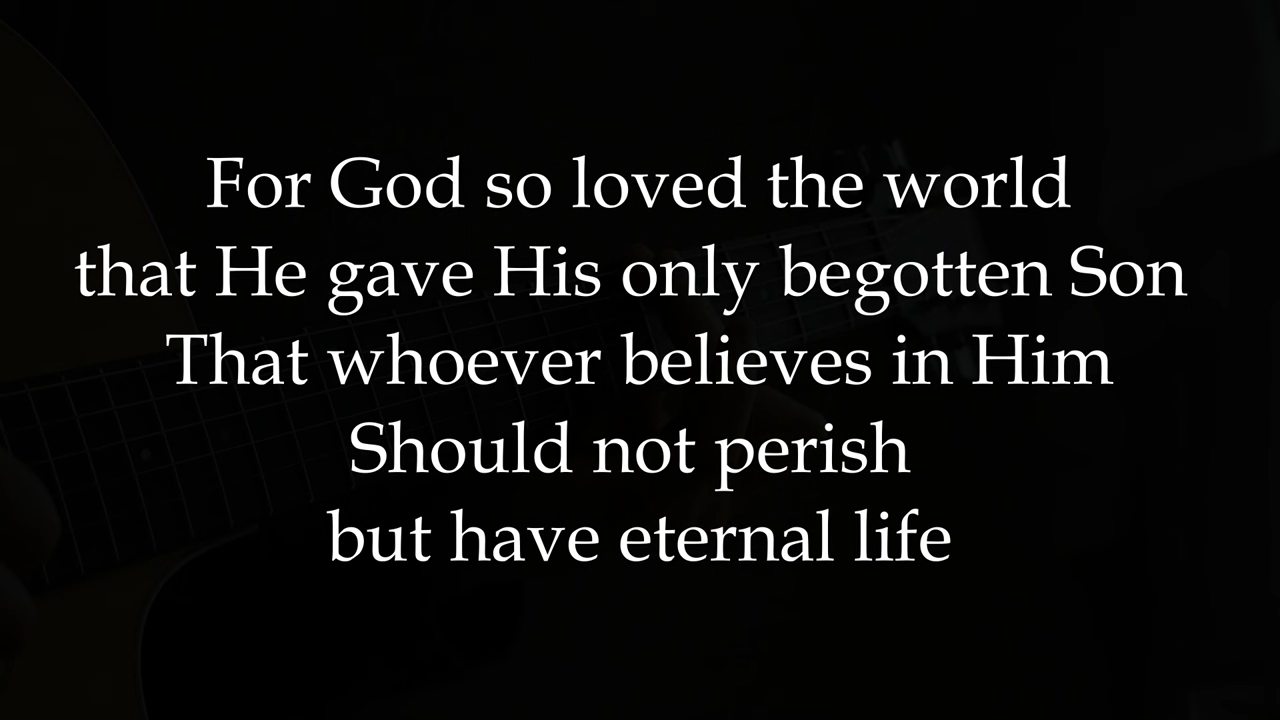 For God so loved the world
that He gave His only begotten Son
That whoever believes in Him
Should not perish
but have eternal life